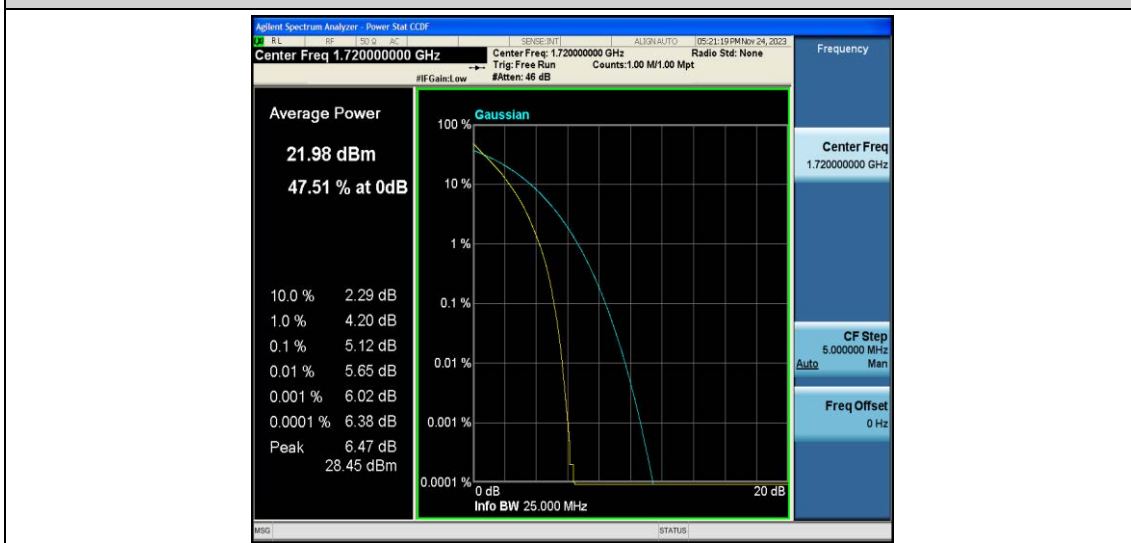 Agilent Spectrum Analyzer - Power Stat CCDF
RL RF 50 Ω AC SENSE:INT ALIGN AUTO 05:21:19 PM Nov 24, 2023
Center Freq 1.720000000 GHz
Center Freq: 1.720000000 GHz Radio Std: None
Trig: Free Run Counts:1.00 M/1.00 Mpt
#IFGain:Low #Atten: 46 dB
Frequency
Average Power
21.98 dBm
47.51 % at 0dB
10.0 % 2.29 dB
1.0 % 4.20 dB
0.1 % 5.12 dB
0.01 % 5.65 dB
0.001 % 6.02 dB
0.0001 % 6.38 dB
Peak 6.47 dB
28.45 dBm
Gaussian
100 %
10 %
1 %
0.1 %
0.01 %
0.001 %
0.0001 %
0 dB 20 dB
Info BW 25.000 MHz
Center Freq
1.720000000 GHz
CF Step
5.000000 MHz
Auto Man
Freq Offset
0 Hz
MSG STATUS